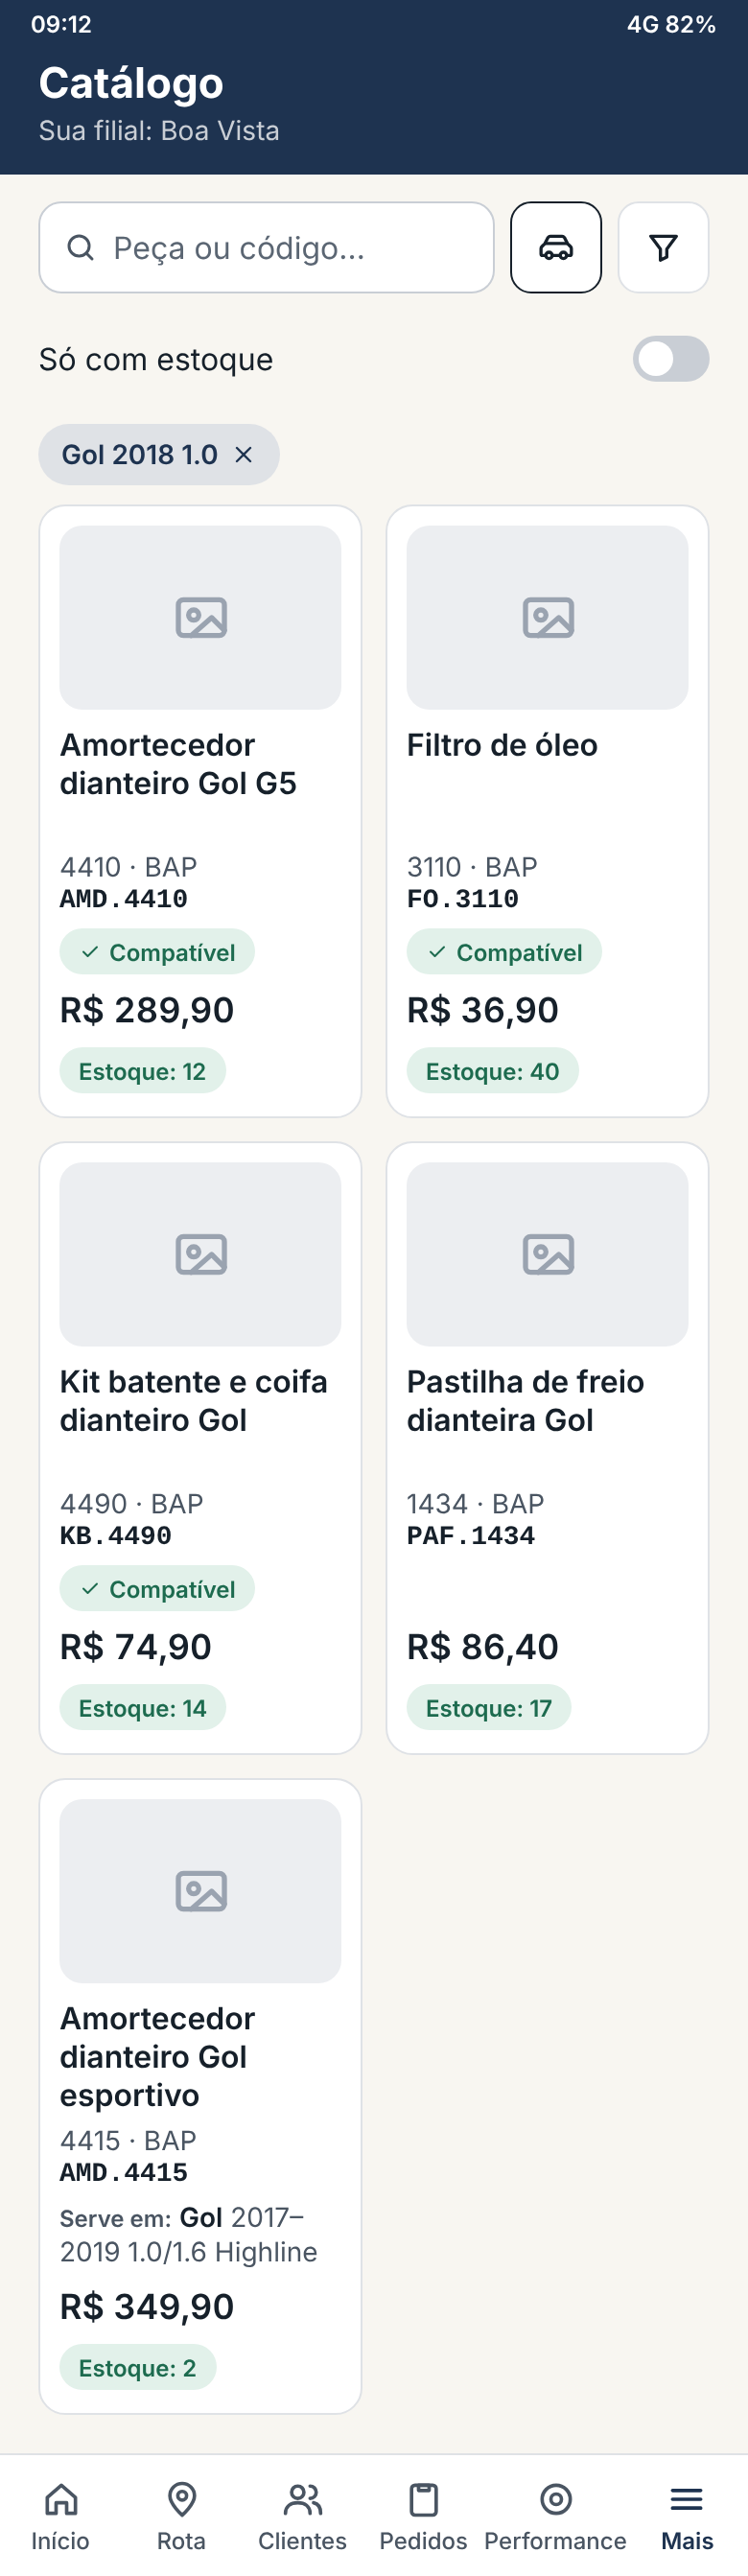 09:12
4G 82%
Catálogo
Sua filial: Boa Vista
Peça ou código...
Só com estoque
Gol 2018 1.0
Amortecedor
dianteiro Gol G5
4410 · BAP
AMD.4410
Compatível
R$ 289,90
Estoque: 12
Filtro de óleo
3110 · BAP
FO.3110
Compatível
R$ 36,90
Estoque: 40
Kit batente e coifa
dianteiro Gol
4490 · BAP
KB.4490
Compatível
R$ 74,90
Estoque: 14
Pastilha de freio
dianteira Gol
1434 · BAP
PAF.1434
R$ 86,40
Estoque: 17
Amortecedor
dianteiro Gol
esportivo
4415 · BAP
AMD.4415
Serve em: Gol 2017–
2019 1.0/1.6 Highline
R$ 349,90
Estoque: 2
Início
Rota
Clientes
Pedidos
Performance
Mais